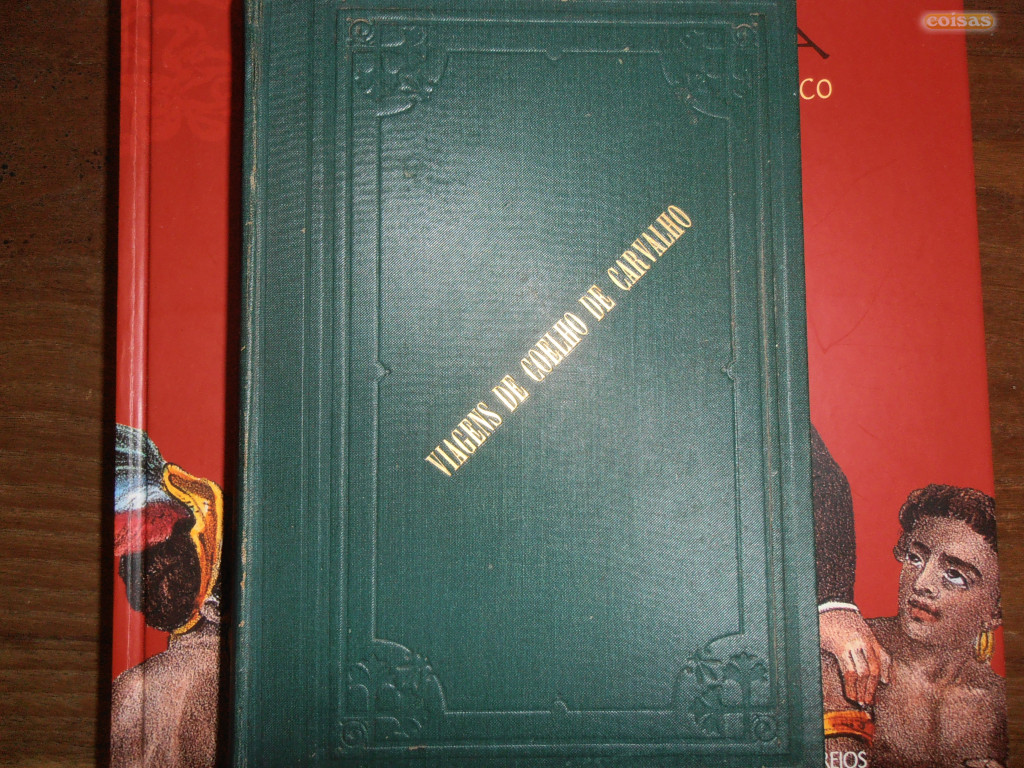 coisas
A
CO
VIAGENS DE COELHO DE CARVALHO
REIOS